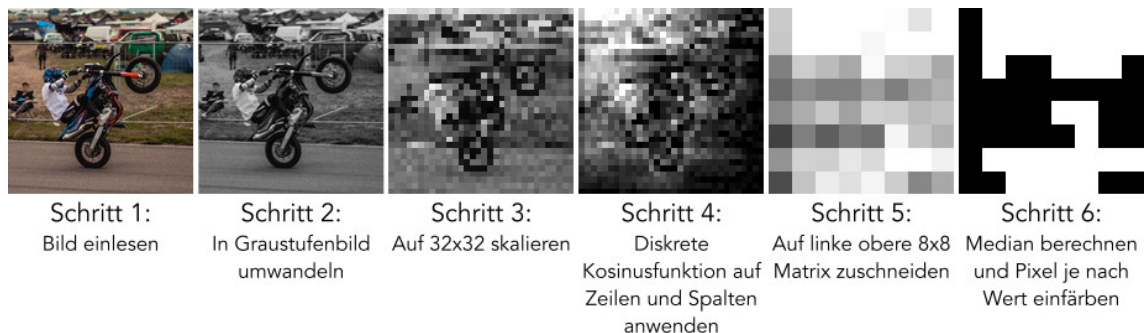 Schritt 1:
Bild einlesen
Schritt 2:
In Graustufenbild
umwandeln
Schritt 3:
Auf 32x32 skalieren
Schritt 4:
Diskrete
Kosinusfunktion auf
Zeilen und Spalten
anwenden
Schritt 5:
Auf linke obere 8x8
Matrix zuschneiden
Schritt 6:
Median berechnen
und Pixel je nach
Wert einfärben